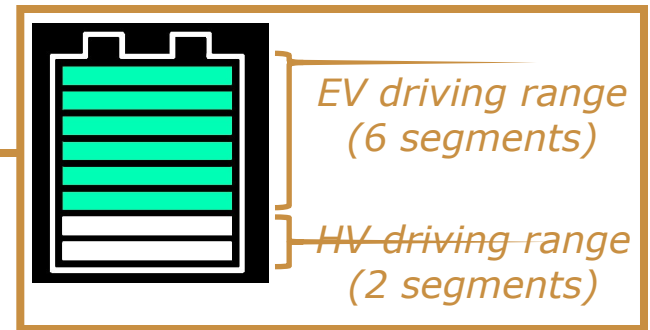 EV driving range
(6 segments)
HV driving range
(2 segments)